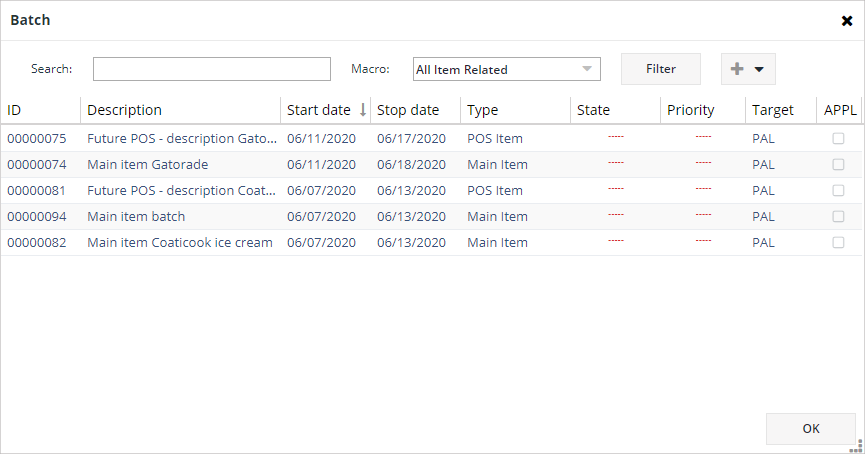 Batch
Search: Macro: All Item Related Filter
ID Description Start date Stop date Type State Priority Target APPL
00000075 Future POS - description Gato... 06/11/2020 06/17/2020 POS Item ----- ----- PAL
00000074 Main item Gatorade 06/11/2020 06/18/2020 Main Item ----- ----- PAL
00000081 Future POS - description Coat... 06/07/2020 06/13/2020 POS Item ----- ----- PAL
00000094 Main item batch 06/07/2020 06/13/2020 Main Item ----- ----- PAL
00000082 Main item Coaticook ice cream 06/07/2020 06/13/2020 Main Item ----- ----- PAL
OK